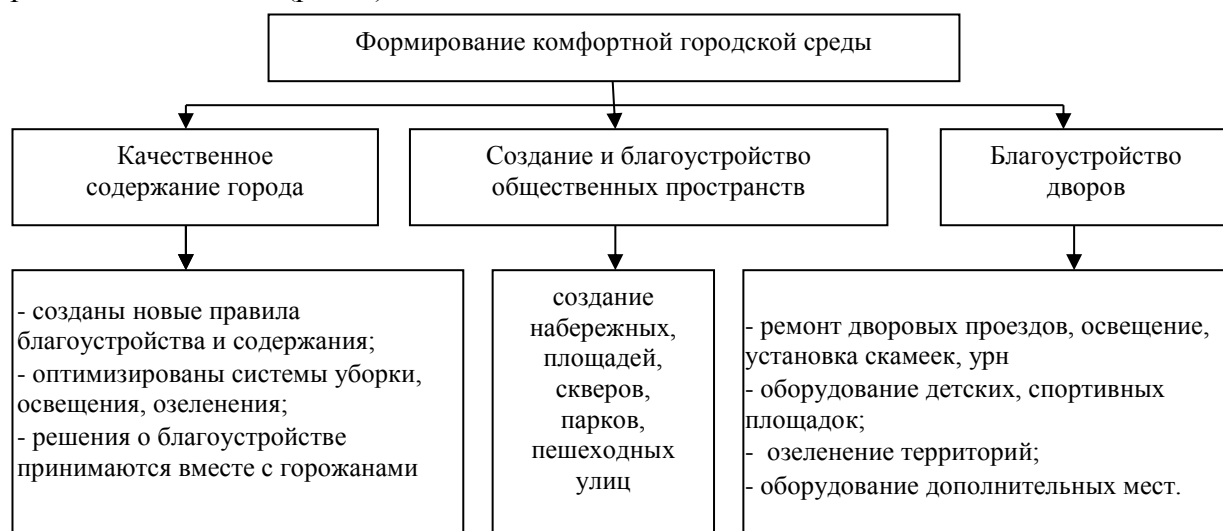 Формирование комфортной городской среды
Качественное
содержание города
Создание и благоустройство
общественных пространств
Благоустройство
дворов
- созданы новые правила
благоустройства и содержания;
- оптимизированы системы уборки,
освещения, озеленения;
- решения о благоустройстве
принимаются вместе с горожанами
создание
набережных,
площадей,
скверов,
парков,
пешеходных
улиц
- ремонт дворовых проездов, освещение,
установка скамеек, урн
- оборудование детских, спортивных
площадок;
- озеленение территорий;
- оборудование дополнительных мест.